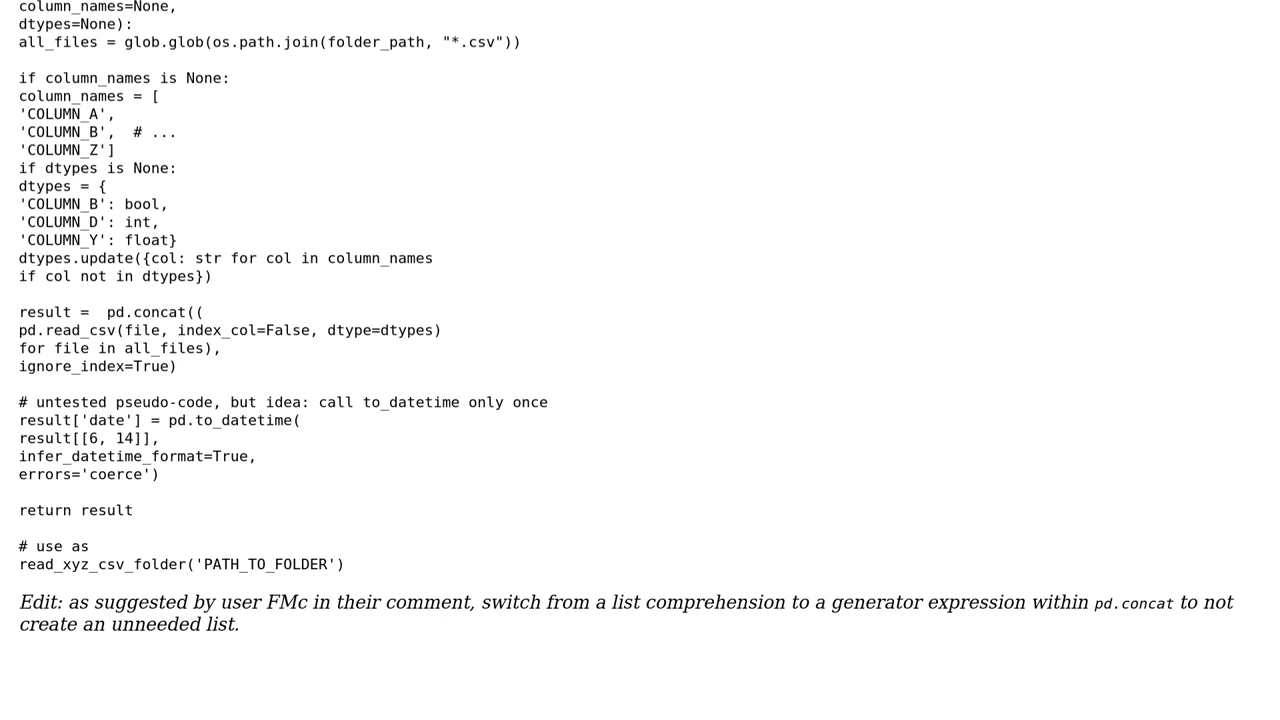 column_names=None,
dtypes=None):
all_files = glob.glob(os.path.join(folder_path, "*.csv"))

if column_names is None:
column_names = [
'COLUMN_A',
'COLUMN_B',  # ...
'COLUMN_Z']
if dtypes is None:
dtypes = {
'COLUMN_B': bool,
'COLUMN_D': int,
'COLUMN_Y': float}
dtypes.update({col: str for col in column_names
if col not in dtypes})

result =  pd.concat((
pd.read_csv(file, index_col=False, dtype=dtypes)
for file in all_files),
ignore_index=True)

# untested pseudo-code, but idea: call to_datetime only once
result['date'] = pd.to_datetime(
result[[6, 14]],
infer_datetime_format=True,
errors='coerce')

return result

# use as
read_xyz_csv_folder('PATH_TO_FOLDER')

Edit: as suggested by user FMc in their comment, switch from a list comprehension to a generator expression within pd.concat to not
create an unneeded list.